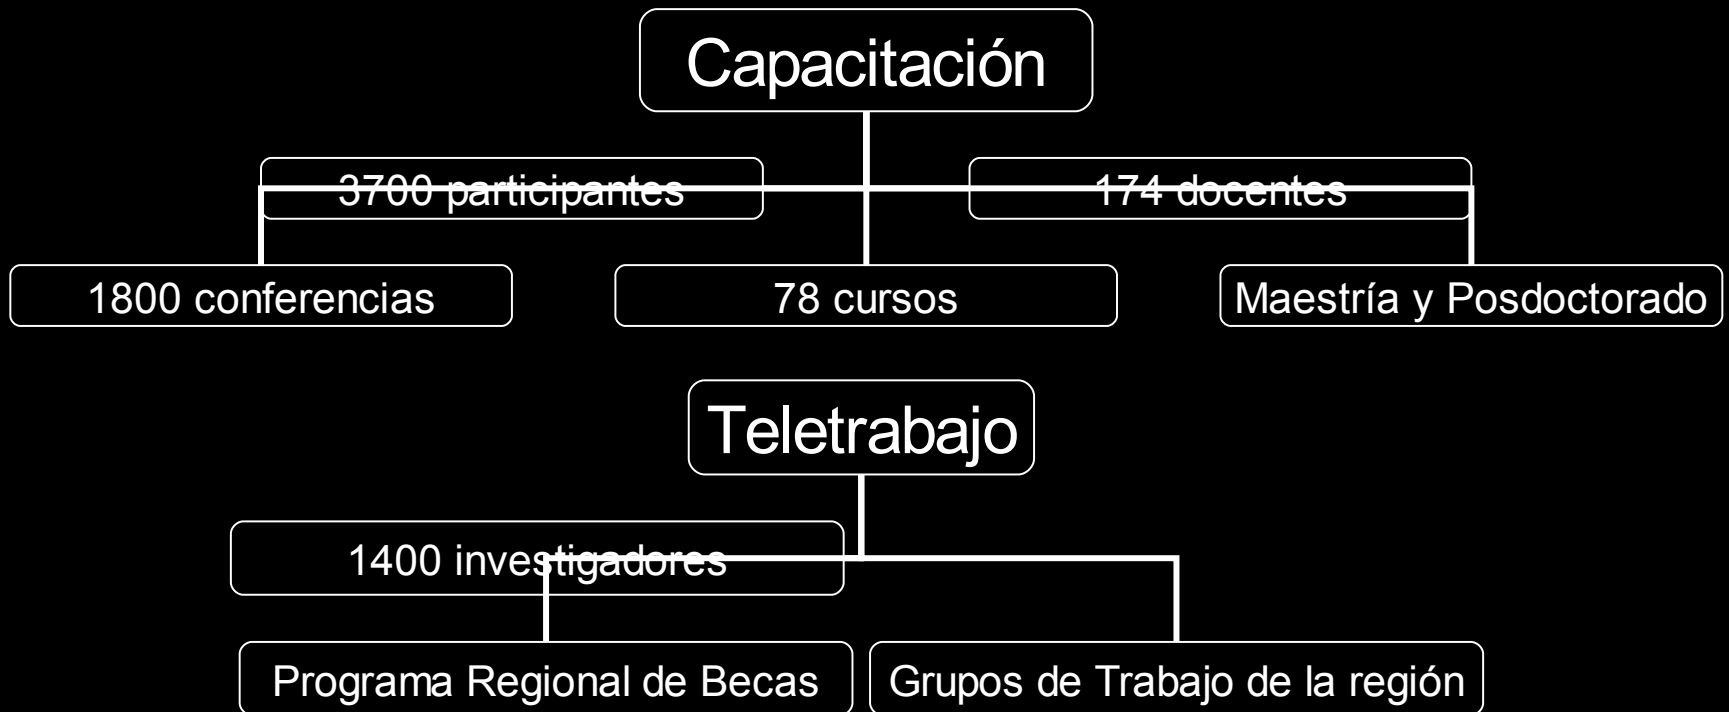 Capacitación
3700 participantes
174 docentes
1800 conferencias
78 cursos
Maestría y Posdoctorado
Teletrabajo
1400 investigadores
Programa Regional de Becas
Grupos de Trabajo de la región